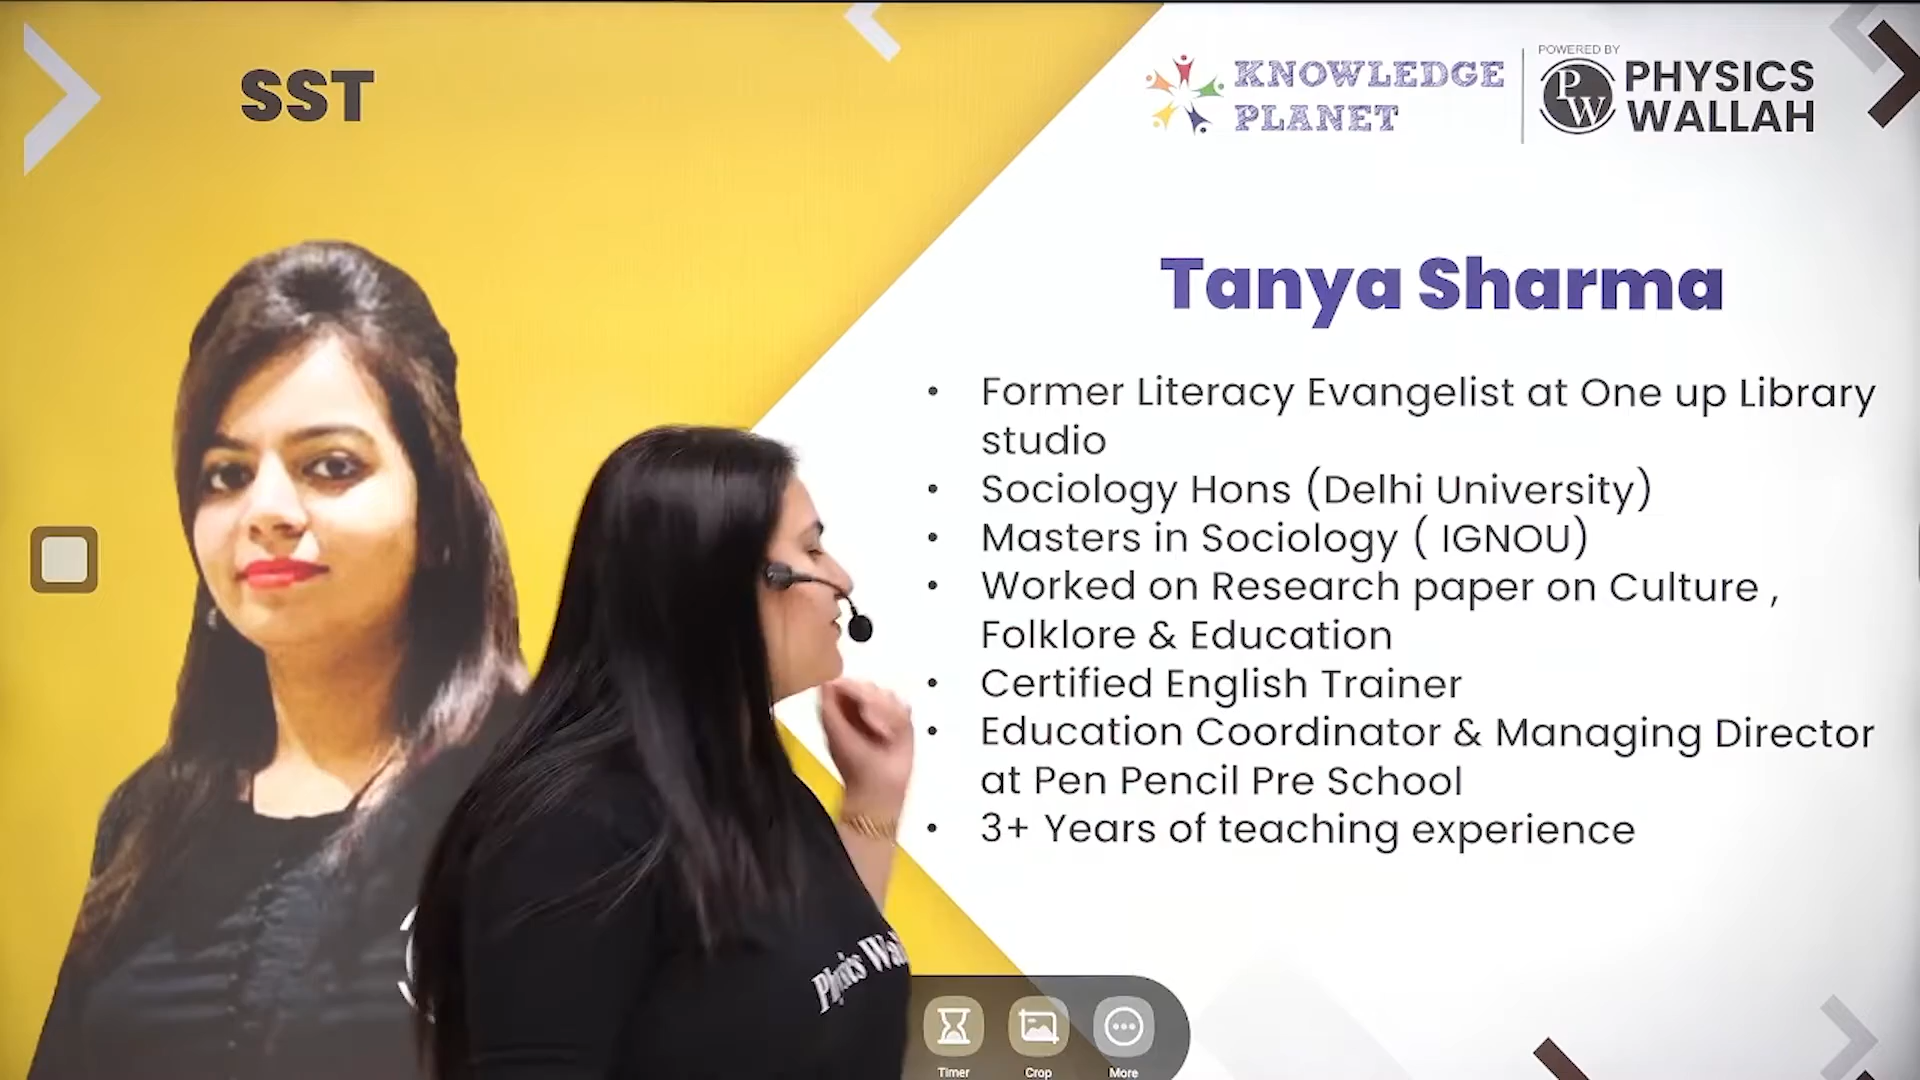 SST
KNOWLEDGE
PLANET
POWERED BY
PW
PHYSICS
WALLAH
Tanya Sharma
• Former Literacy Evangelist at One up Library
studio
• Sociology Hons (Delhi University)
• Masters in Sociology ( IGNOU)
• Worked on Research paper on Culture ,
Folklore & Education
• Certified English Trainer
• Education Coordinator & Managing Director
at Pen Pencil Pre School
• 3+ Years of teaching experience
Physics
Timer
Crop
More